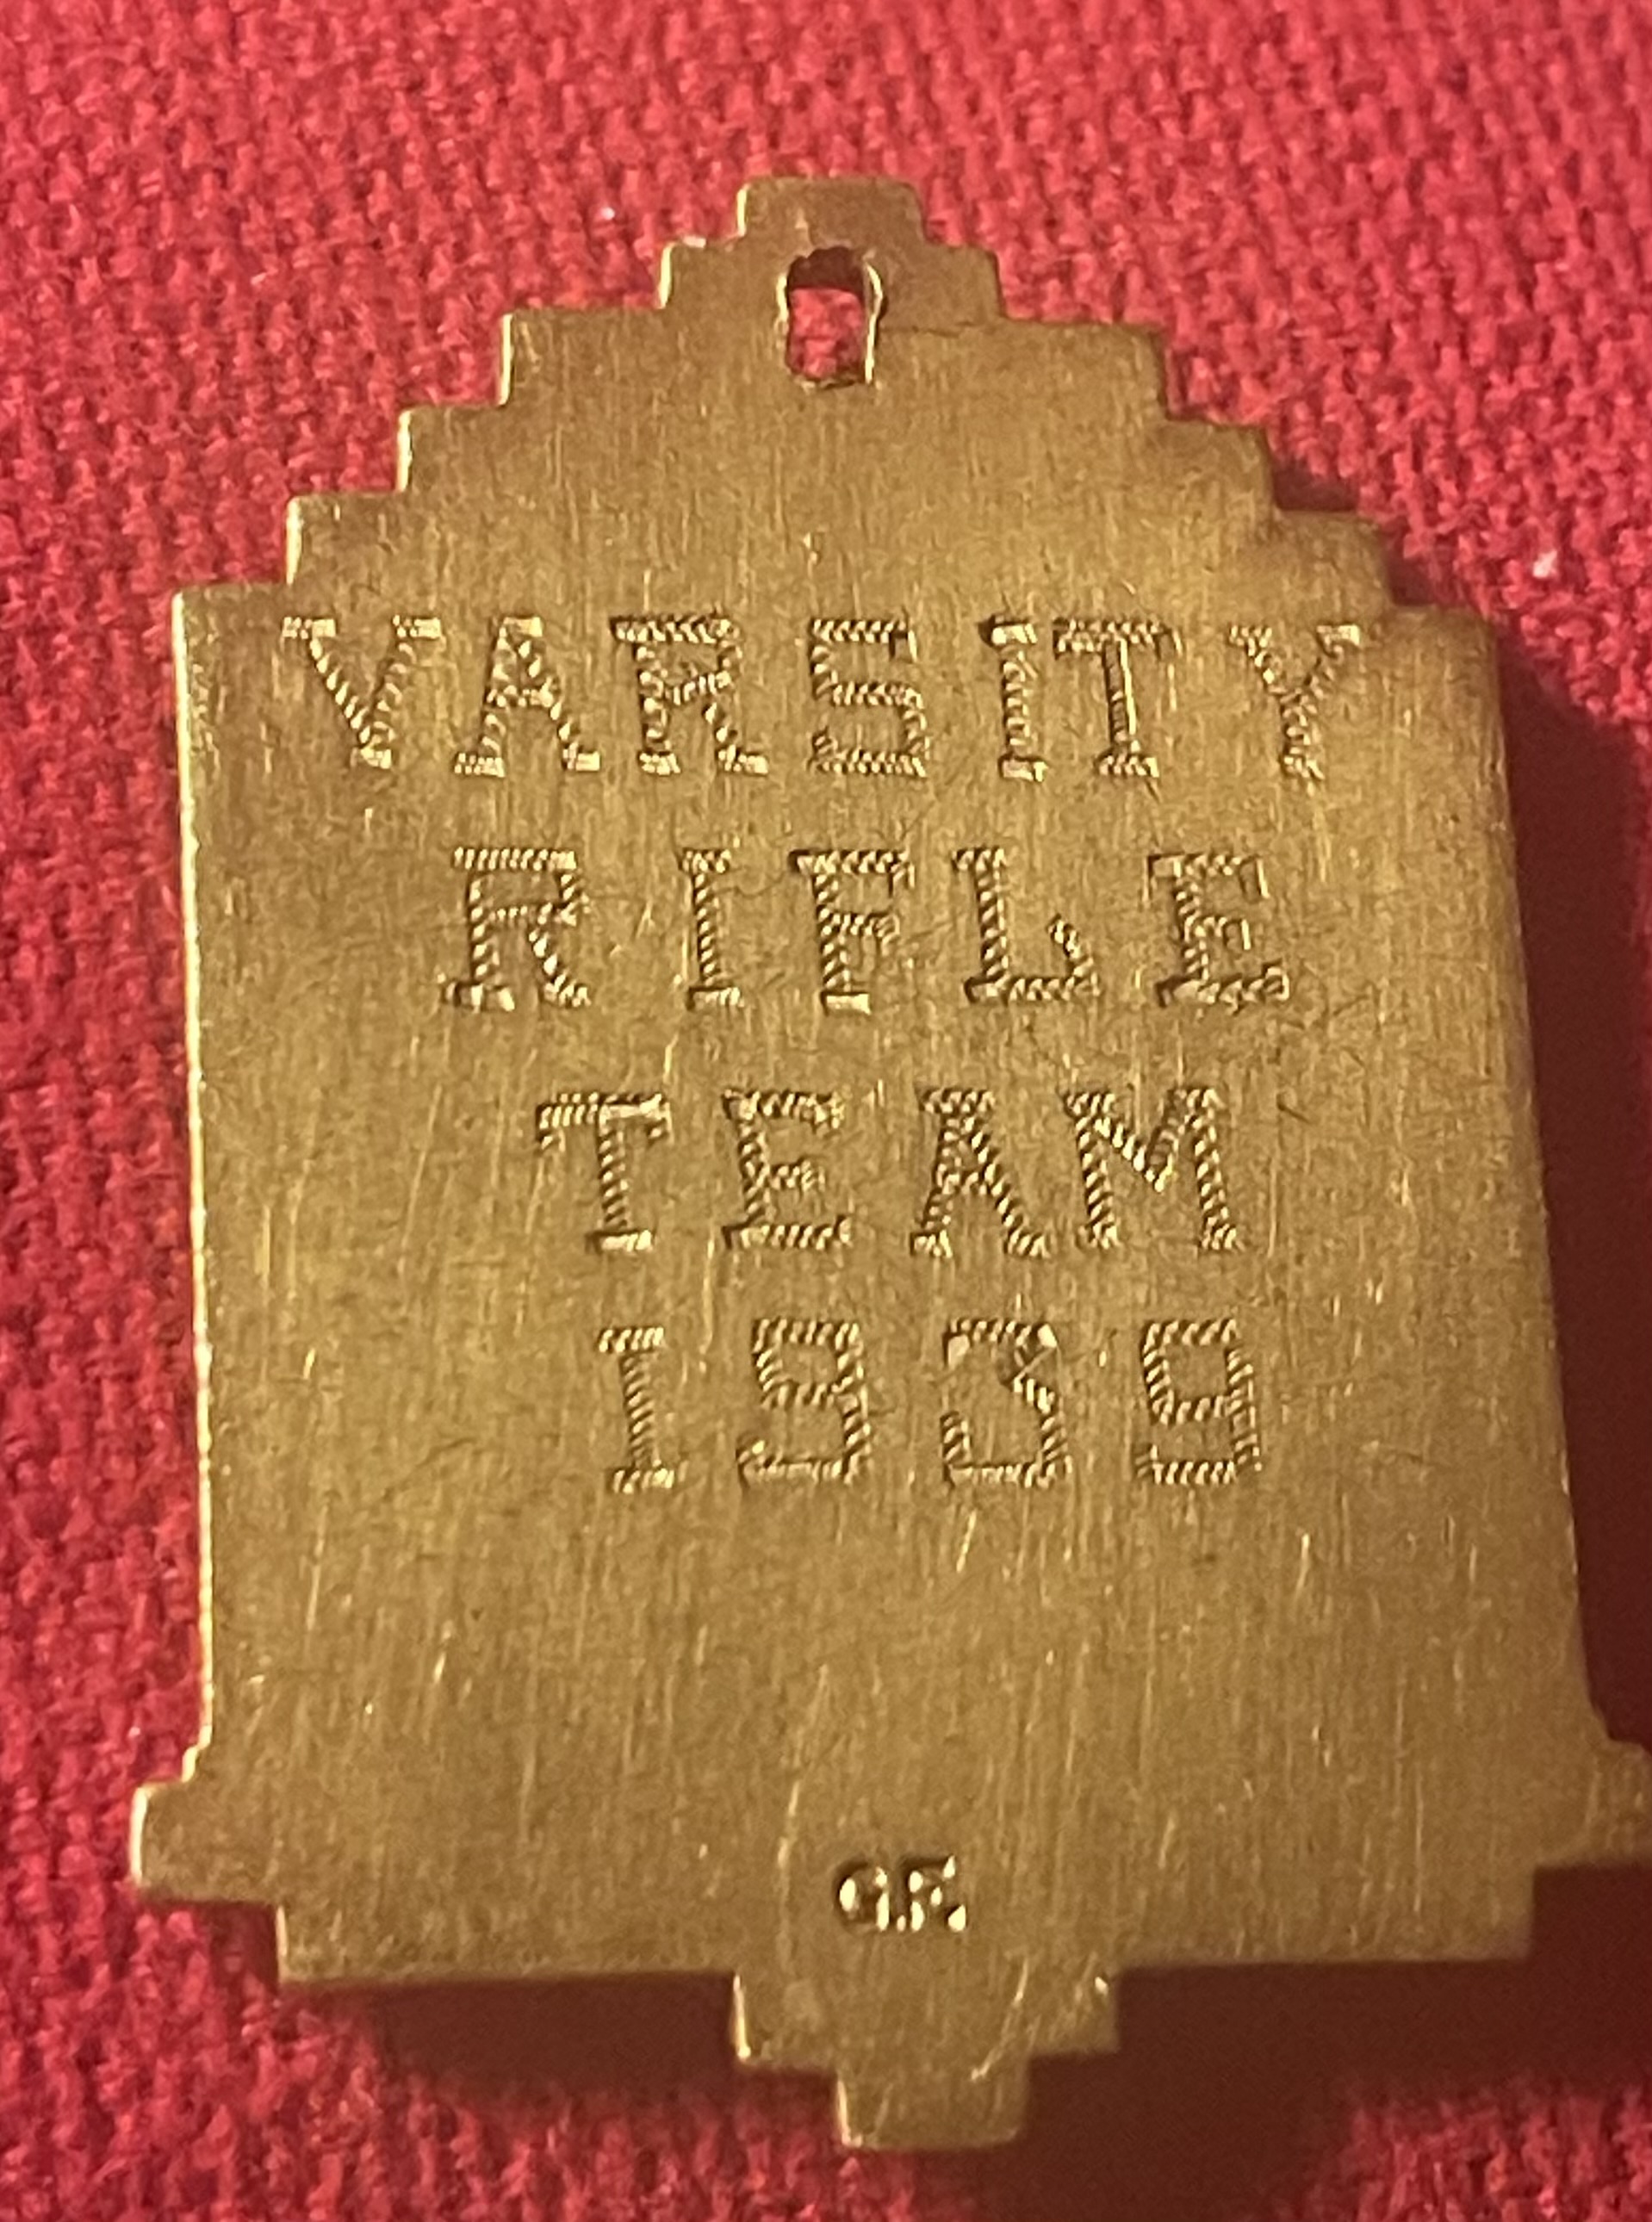 VARSITY
RIFLE
TEAM
1939
G.F.